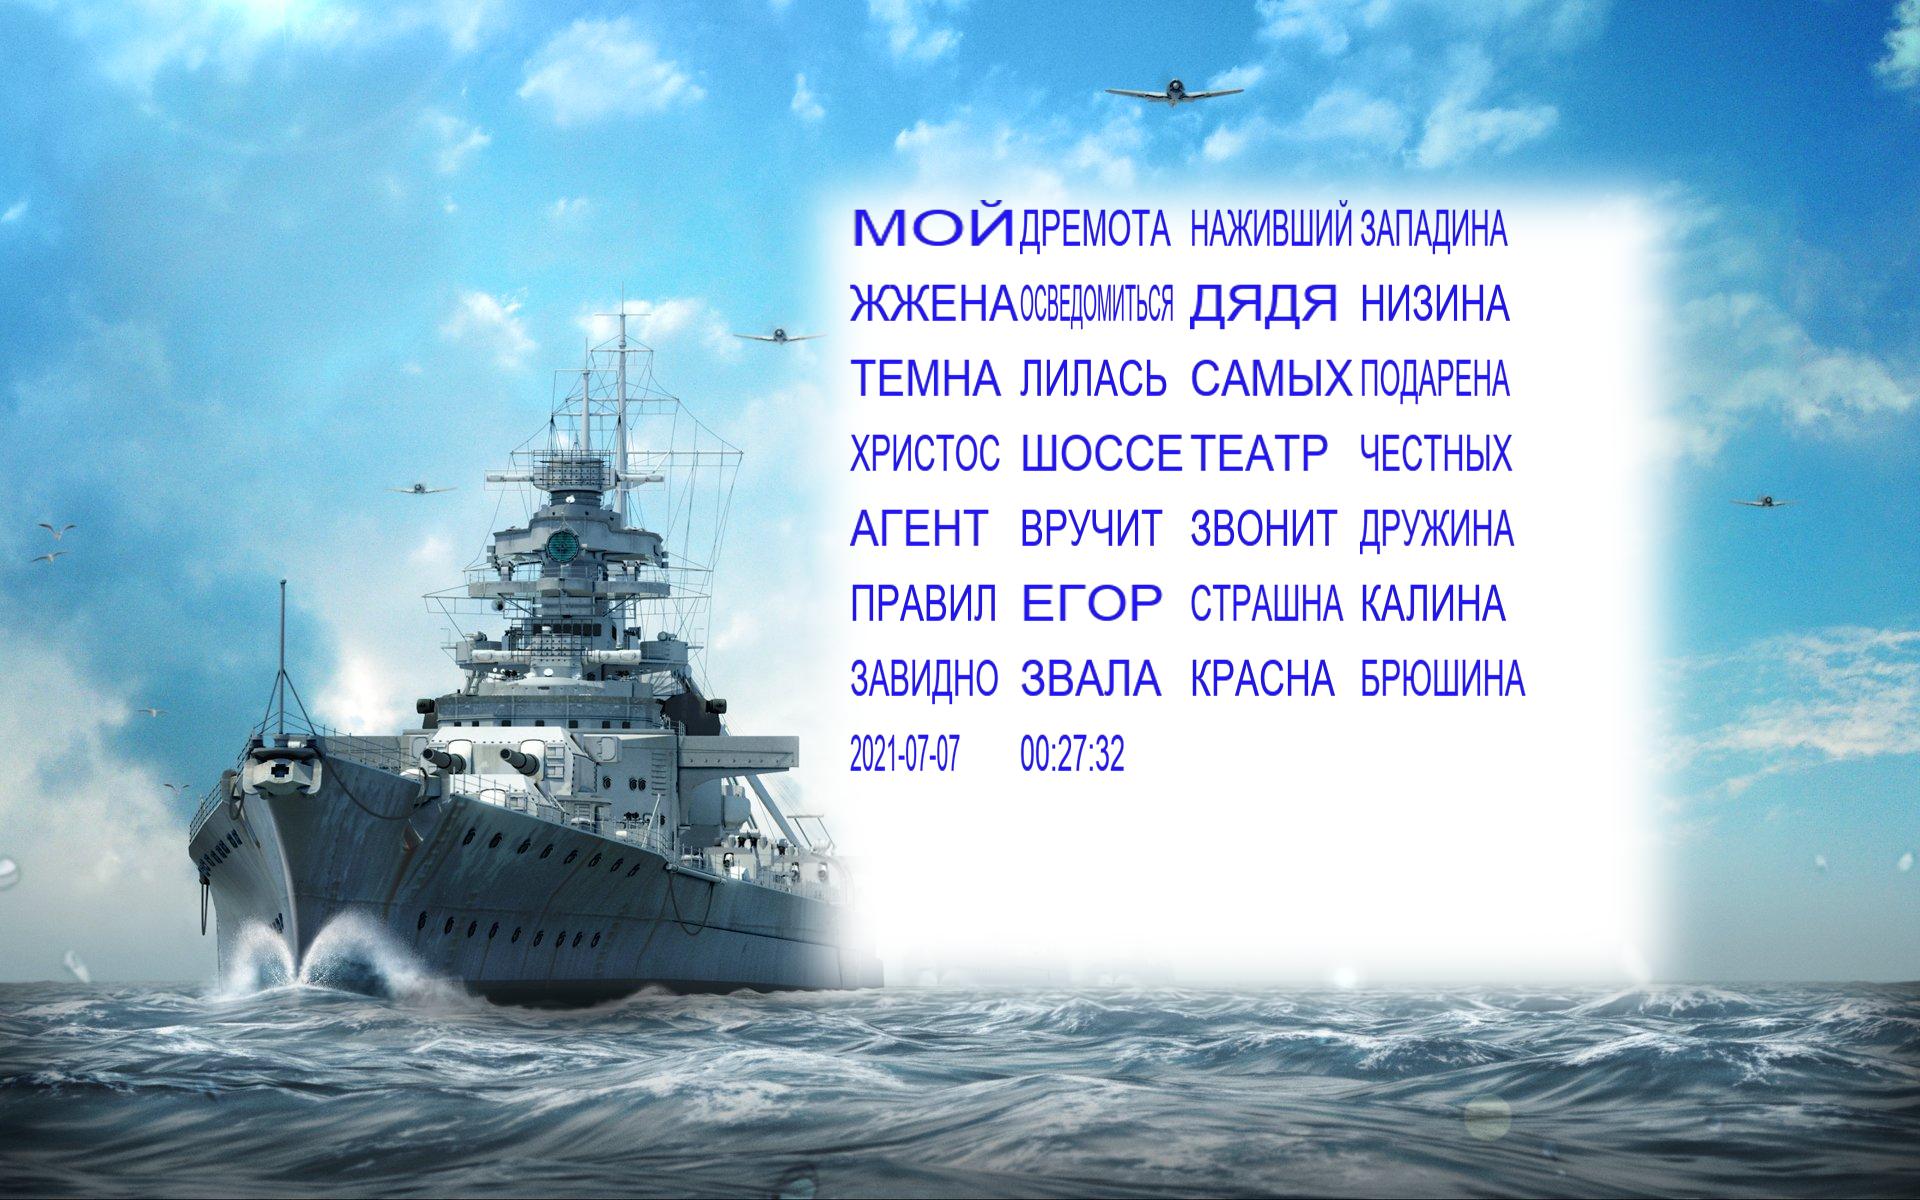 МОЙ ДРЕМОТА НАЖИВШИЙ ЗАПАДИНА
ЖЖЕНА ОСВЕДОМИТЬСЯ ДЯДЯ НИЗИНА
ТЕМНА ЛИЛАСЬ САМЫХ ПОДАРЕНА
ХРИСТОС ШОССЕ ТЕАТР ЧЕСТНЫХ
АГЕНТ ВРУЧИТ ЗВОНИТ ДРУЖИНА
ПРАВИЛ ЕГОР СТРАШНА КАЛИНА
ЗАВИДНО ЗВАЛА КРАСНА БРЮШИНА
2021-07-07 00:27:32